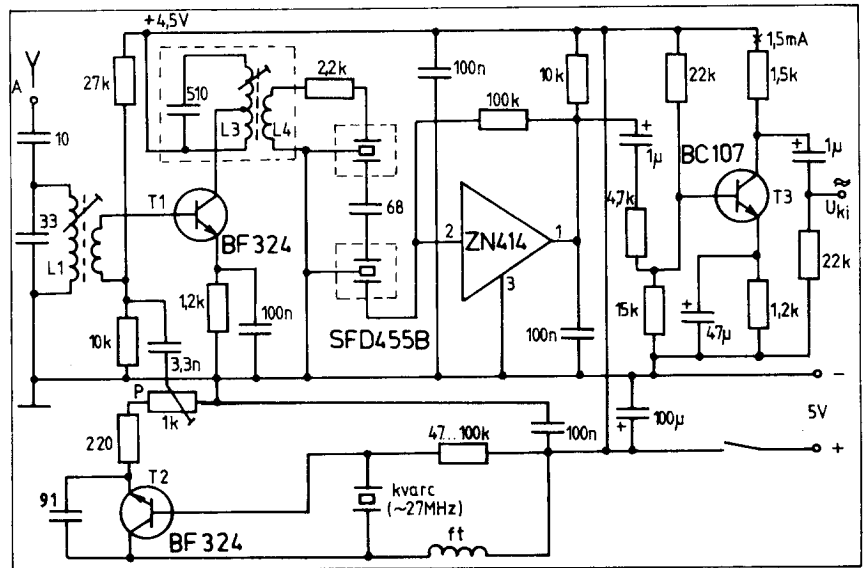 +4,5V
A
10
33
L1
27k
10k
T1
BF324
510
L3
L4
2,2k
1,2k
100n
3,3n
68
SFD455B
100n
100k
10k
2
ZN414
1
3
100n
1µ
4,7k
22k
15k
BC107
1,5mA
1,5k
T3
1µ
≈
Uki
22k
47µ
1,2k
−
P
1k
220
T2
91
BF324
47...100k
kvarc
(~27MHz)
ft
100n
100µ
5V
+